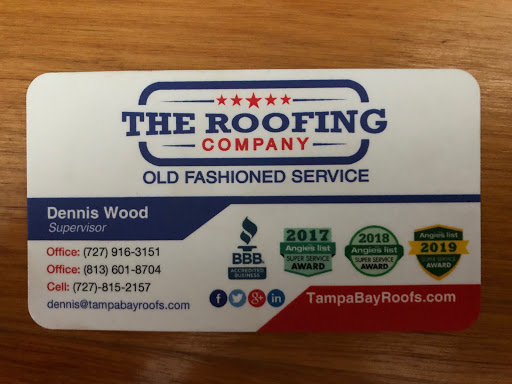 THE ROOFING
COMPANY
OLD FASHIONED SERVICE
Dennis Wood
Supervisor
Office: (727) 916-3151
Office: (813) 601-8704
Cell: (727)-815-2157
dennis@tampabayroofs.com
BBB
ACCREDITED
BUSINESS
2017
Angies list
SUPER SERVICE
AWARD
2018
Angies list
SUPER SERVICE
AWARD
Angies list
2019
SUPER SERVICE
AWARD
f
g+
in
TampaBayRoofs.com